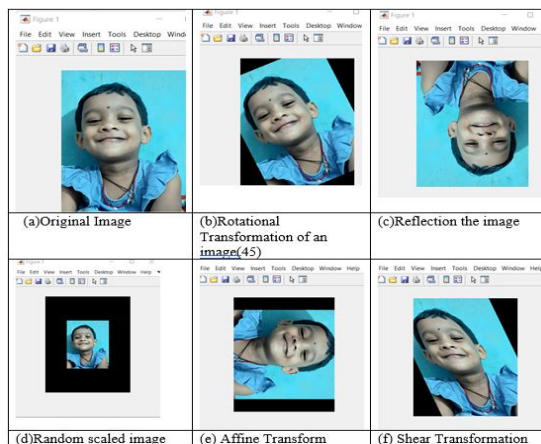 Figure 1
File Edit View Insert Tools Desktop Wind
Figure 1
File Edit View Insert Tools Desktop Window
Figure 1
File Edit View Insert Tools Desktop Window
(a)Original Image
(b)Rotational
Transformation of an
image(45)
(c)Reflection the image
Figure 1
File Edit View Insert Tools Desktop Window Help
File Edit View Insert Tools Desktop Window Help
File Edit View Insert Tools Desktop Window Help
(d)Random scaled image
(e) Affine Transform
(f) Shear Transformation